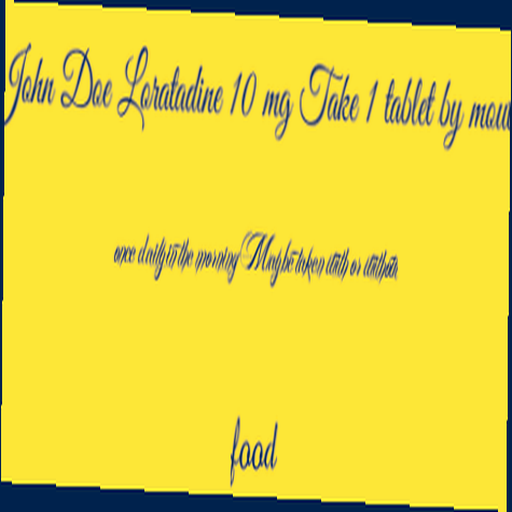 John Doe Loratadine 10 mg Take 1 tablet by mou
once daily in the morning May be taken with or without
food